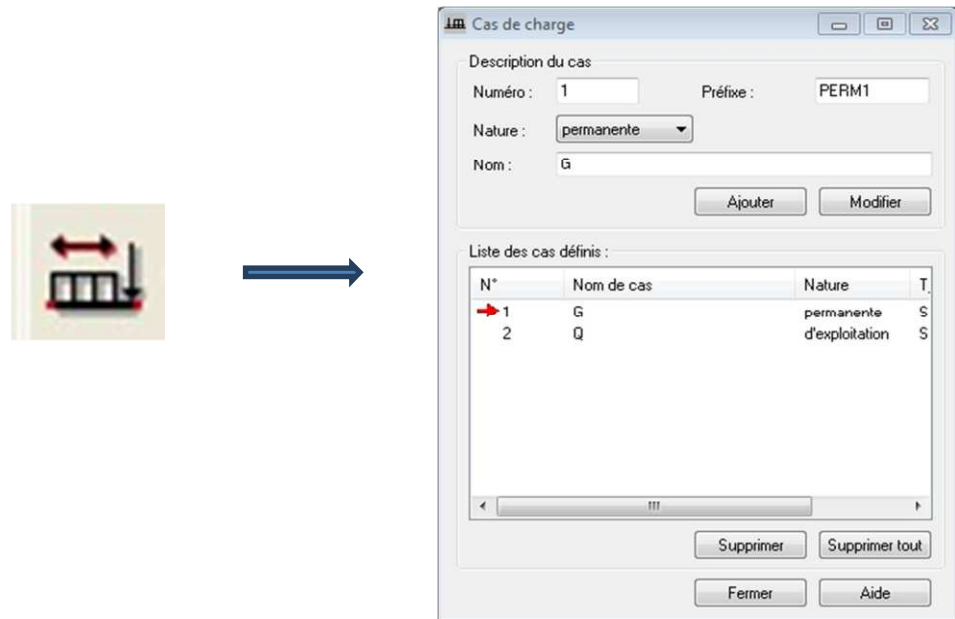 Cas de charge
Description du cas
Numéro : 1 Préfixe : PERM1
Nature : permanente
Nom : G
Ajouter Modifier
Liste des cas définis :
N° Nom de cas Nature T
1 G permanente S
2 Q d'exploitation S
Supprimer Supprimer tout
Fermer Aide